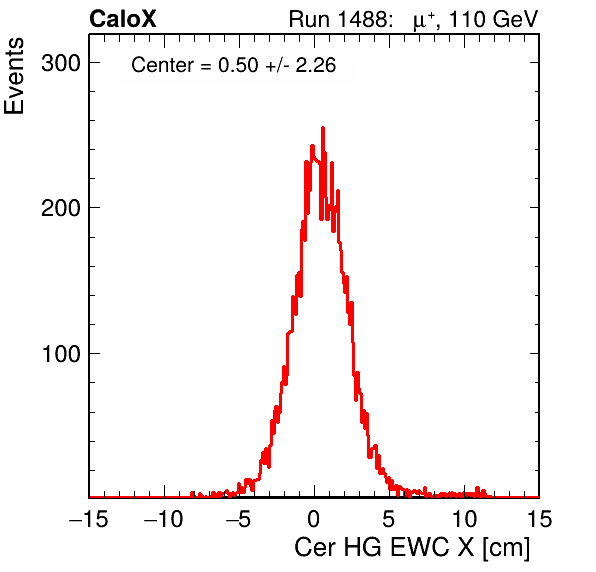 CaloX Run 1488: μ⁺, 110 GeV
Events
Center = 0.50 +/- 2.26
300
200
100
−15 −10 −5 0 5 10 15
Cer HG EWC X [cm]